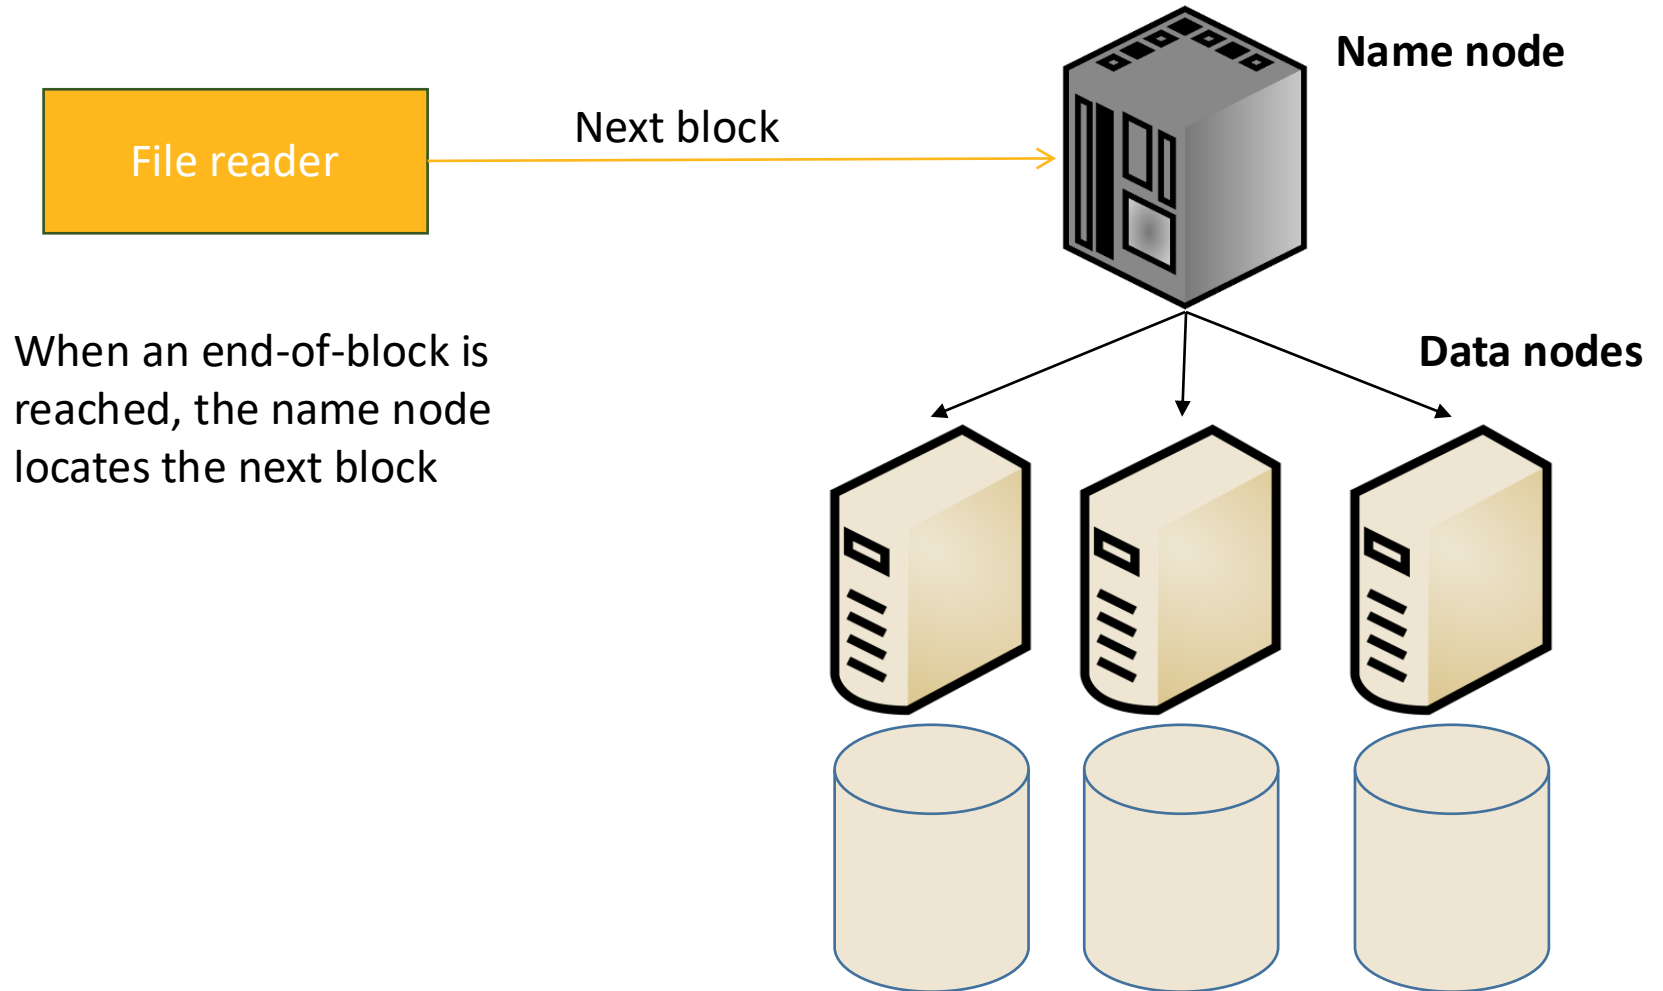 Name node
Next block
File reader
When an end-of-block is
reached, the name node
locates the next block
Data nodes